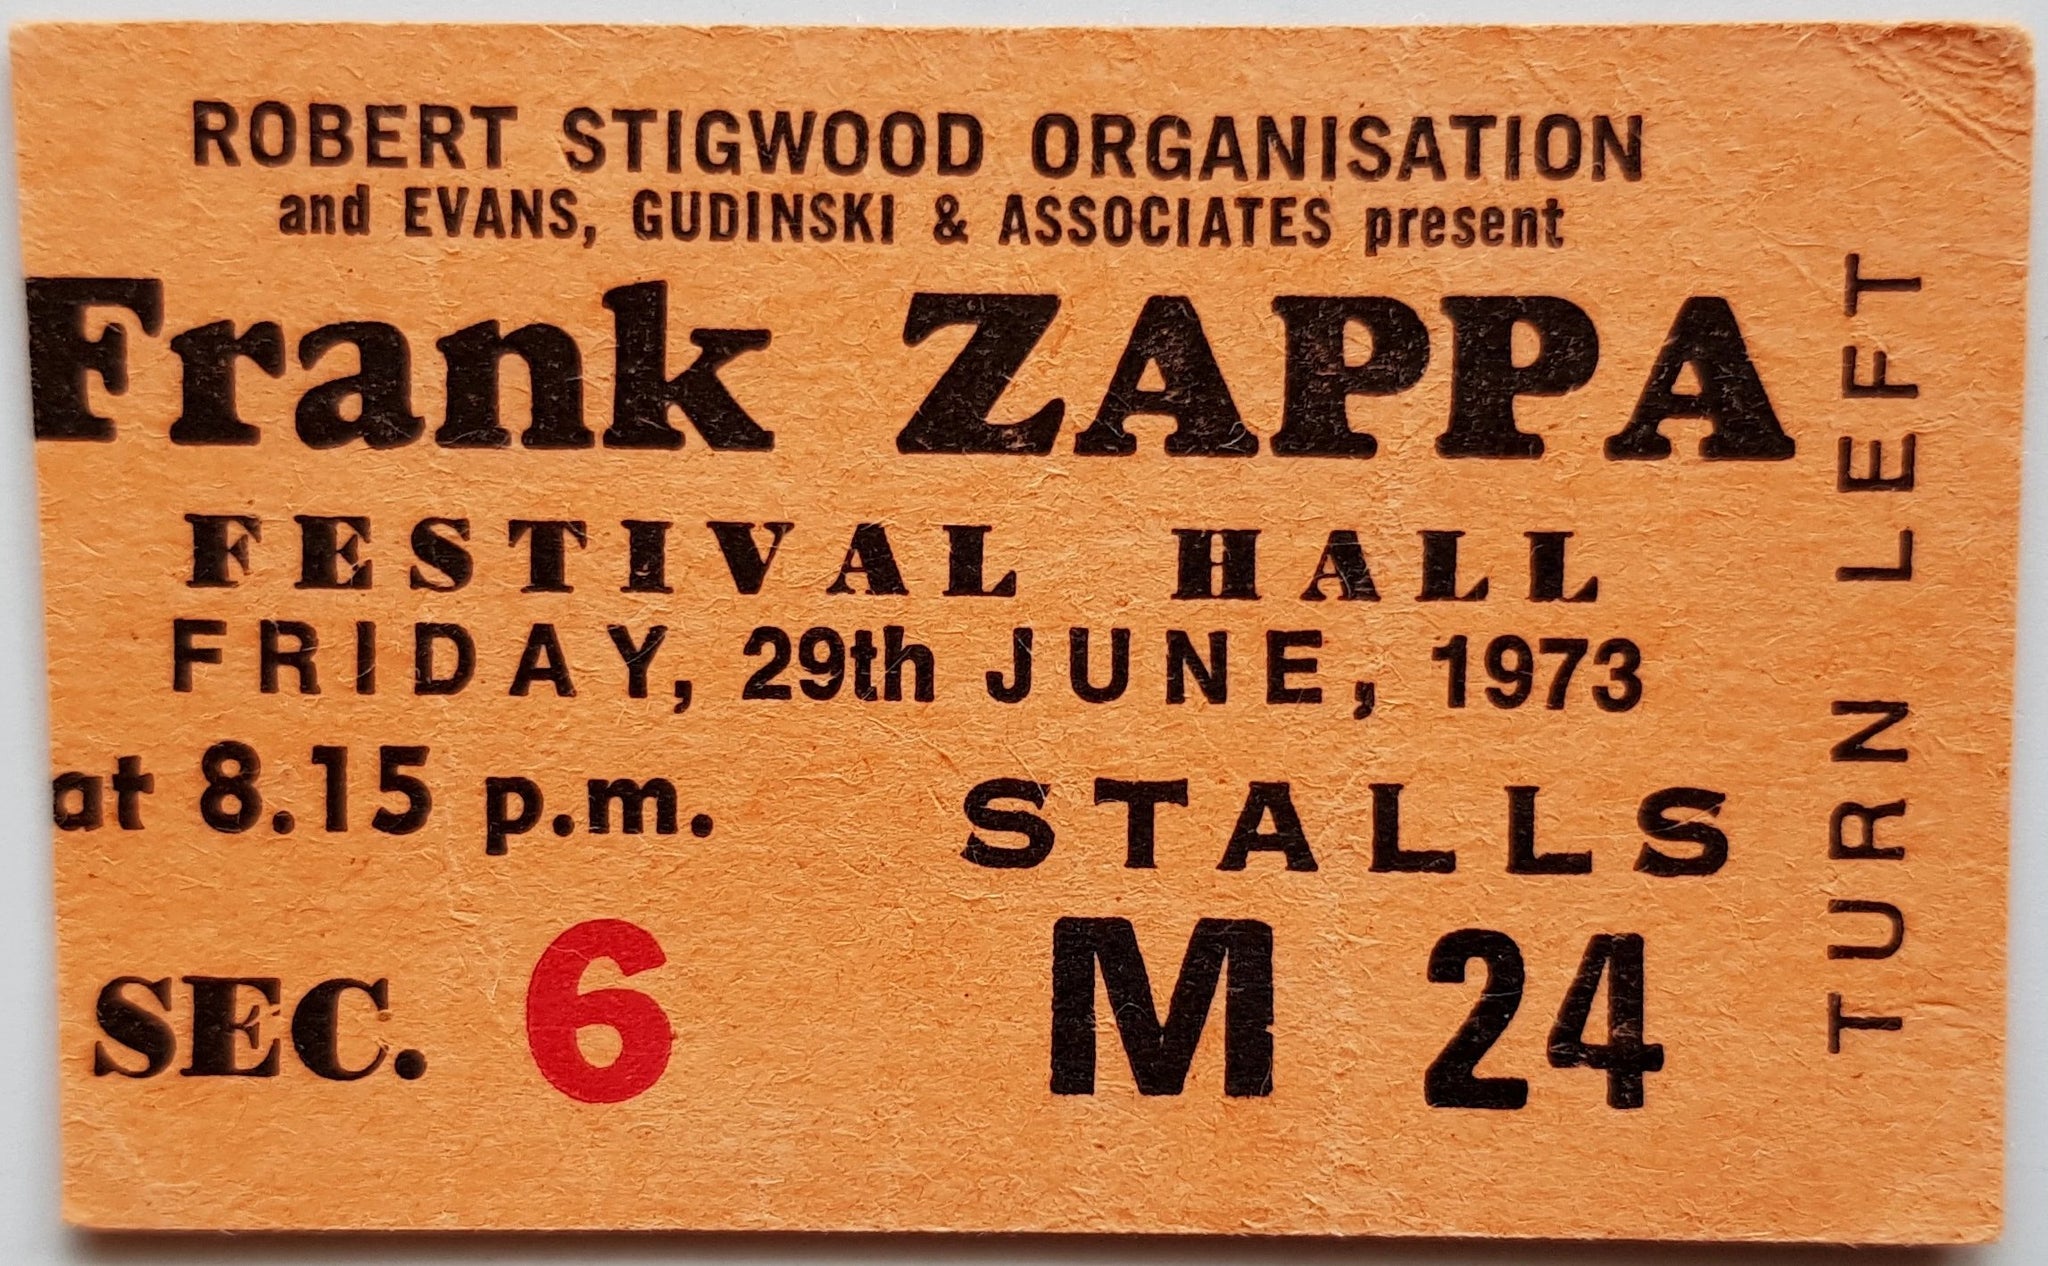 ROBERT STIGWOOD ORGANISATION
and EVANS, GUDINSKI & ASSOCIATES present
Frank ZAPPA
FESTIVAL HALL
FRIDAY, 29th JUNE, 1973
at 8.15 p.m. STALLS
SEC. 6 M 24
TURN LEFT